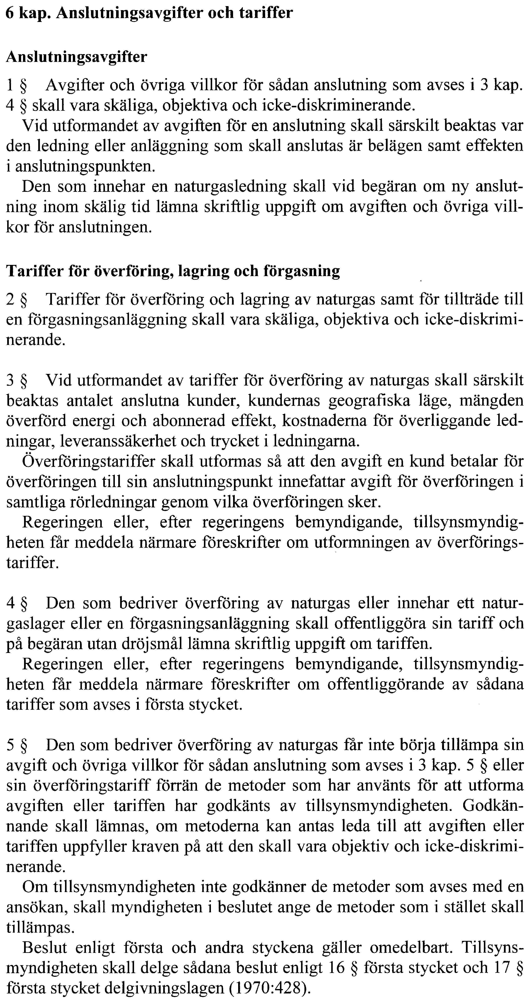 6 kap. Anslutningsavgifter och tariffer
Anslutningsavgifter
1 § Avgifter och övriga villkor för sådan anslutning som avses i 3 kap.
4 § skall vara skäliga, objektiva och icke-diskriminerande.
Vid utformandet av avgiften för en anslutning skall särskilt beaktas var
den ledning eller anläggning som skall anslutas är belägen samt effekten
i anslutningspunkten.
Den som innehar en naturgasledning skall vid begäran om ny anslut-
ning inom skälig tid lämna skriftlig uppgift om avgiften och övriga vill-
kor för anslutningen.
Tariffer för överföring, lagring och förgasning
2 § Tariffer för överföring och lagring av naturgas samt för tillträde till
en förgasningsanläggning skall vara skäliga, objektiva och icke-diskrimi-
nerande.
3 § Vid utformandet av tariffer för överföring av naturgas skall särskilt
beaktas antalet anslutna kunder, kundernas geografiska läge, mängden
överförd energi och abonnerad effekt, kostnaderna för överliggande led-
ningar, leveranssäkerhet och trycket i ledningarna.
Överföringstariffer skall utformas så att den avgift en kund betalar för
överföringen till sin anslutningspunkt innefattar avgift för överföringen i
samtliga rörledningar genom vilka överföringen sker.
Regeringen eller, efter regeringens bemyndigande, tillsynsmyndig-
heten får meddela närmare föreskrifter om utformningen av överförings-
tariffer.
4 § Den som bedriver överföring av naturgas eller innehar ett natur-
gaslager eller en förgasningsanläggning skall offentliggöra sin tariff och
på begäran utan dröjsmål lämna skriftlig uppgift om tariffen.
Regeringen eller, efter regeringens bemyndigande, tillsynsmyndig-
heten får meddela närmare föreskrifter om offentliggörande av sådana
tariffer som avses i första stycket.
5 § Den som bedriver överföring av naturgas får inte börja tillämpa sin
avgift och övriga villkor för sådan anslutning som avses i 3 kap. 5 § eller
sin överföringstariff förrän de metoder som har använts för att utforma
avgiften eller tariffen har godkänts av tillsynsmyndigheten. Godkän-
nande skall lämnas, om metoderna kan antas leda till att avgiften eller
tariffen uppfyller kraven på att den skall vara objektiv och icke-diskrimi-
nerande.
Om tillsynsmyndigheten inte godkänner de metoder som avses med en
ansökan, skall myndigheten i beslutet ange de metoder som i stället skall
tillämpas.
Beslut enligt första och andra styckena gäller omedelbart. Tillsyns-
myndigheten skall delge sådana beslut enligt 16 § första stycket och 17 §
första stycket delgivningslagen (1970:428).